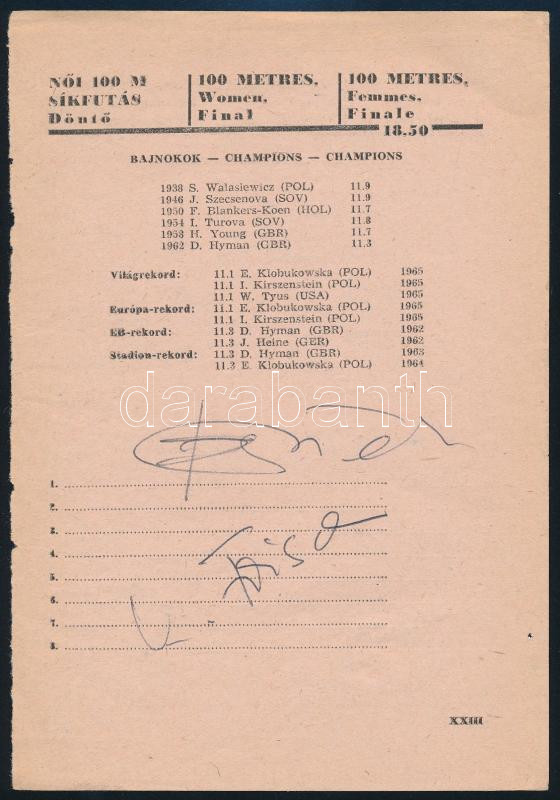 NŐI 100 M SÍKFUTÁS Döntő
100 METRES, Women, Final
100 METRES, Femmes, Finale 18.50
BAJNOKOK — CHAMPIONS — CHAMPIONS
1938 S. Walasiewicz (POL) 11.9
1946 J. Szecsenova (SOV) 11.9
1950 F. Blankers-Koen (HOL) 11.7
1954 I. Turova (SOV) 11.8
1958 H. Young (GBR) 11.7
1962 D. Hyman (GBR) 11.3
Világrekord: 11.1 E. Klobukowska (POL) 1965
11.1 I. Kirszenstein (POL) 1965
11.1 W. Tyus (USA) 1965
Európa-rekord: 11.1 E. Klobukowska (POL) 1965
11.1 I. Kirszenstein (POL) 1965
EB-rekord: 11.3 D. Hyman (GBR) 1962
11.3 J. Heine (GER) 1962
Stadion-rekord: 11.3 D. Hyman (GBR) 1963
11.3 E. Klobukowska (POL) 1964
darabanth
1.
2.
3.
4.
5.
6.
7.
8.
XXIII